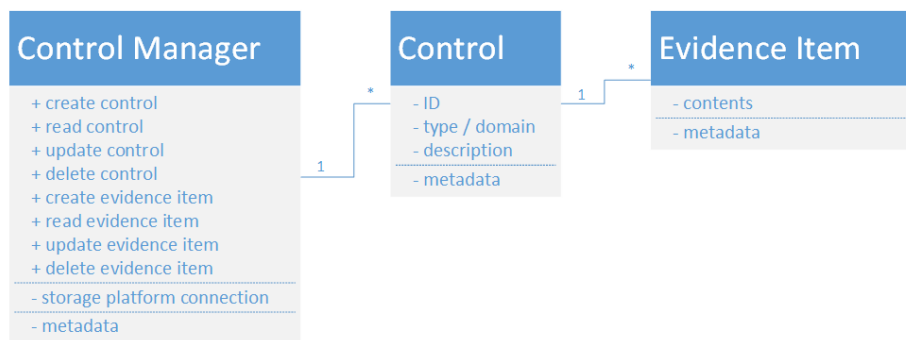 Control Manager
+ create control
+ read control
+ update control
+ delete control
+ create evidence item
+ read evidence item
+ update evidence item
+ delete evidence item
- storage platform connection
- metadata
1
*
Control
- ID
- type / domain
- description
- metadata
1
*
Evidence Item
- contents
- metadata